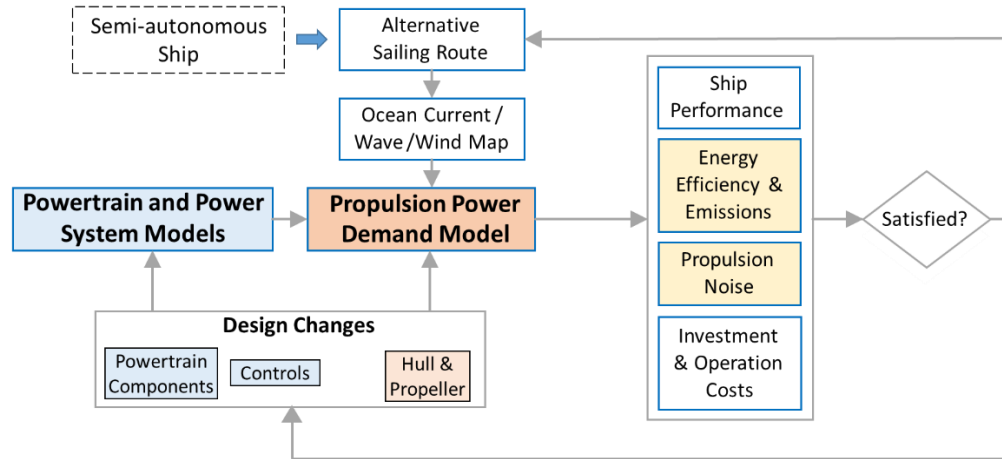 Semi-autonomous
Ship
Alternative
Sailing Route
Ocean Current /
Wave /Wind Map
Powertrain and Power
System Models
Propulsion Power
Demand Model
Design Changes
Powertrain
Components
Controls
Hull &
Propeller
Ship
Performance
Energy
Efficiency &
Emissions
Propulsion
Noise
Investment
& Operation
Costs
Satisfied?